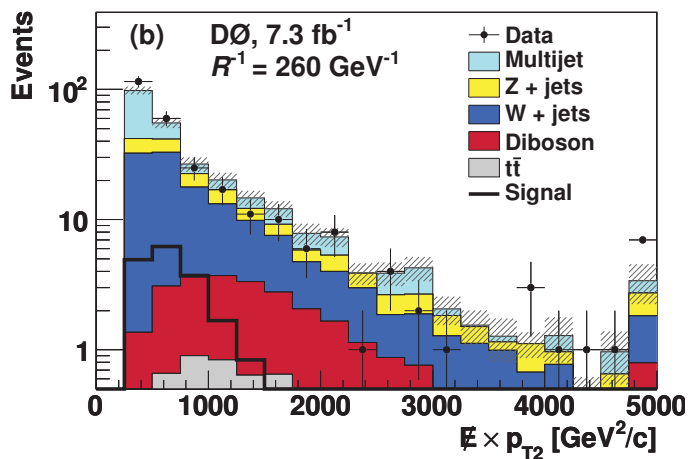 (b) DØ, 7.3 fb⁻¹
R⁻¹ = 260 GeV⁻¹
Data
Multijet
Z + jets
W + jets
Diboson
tt̄
Signal
Events
10²
10
1
0 1000 2000 3000 4000 5000
E̸ × p_T2 [GeV²/c]